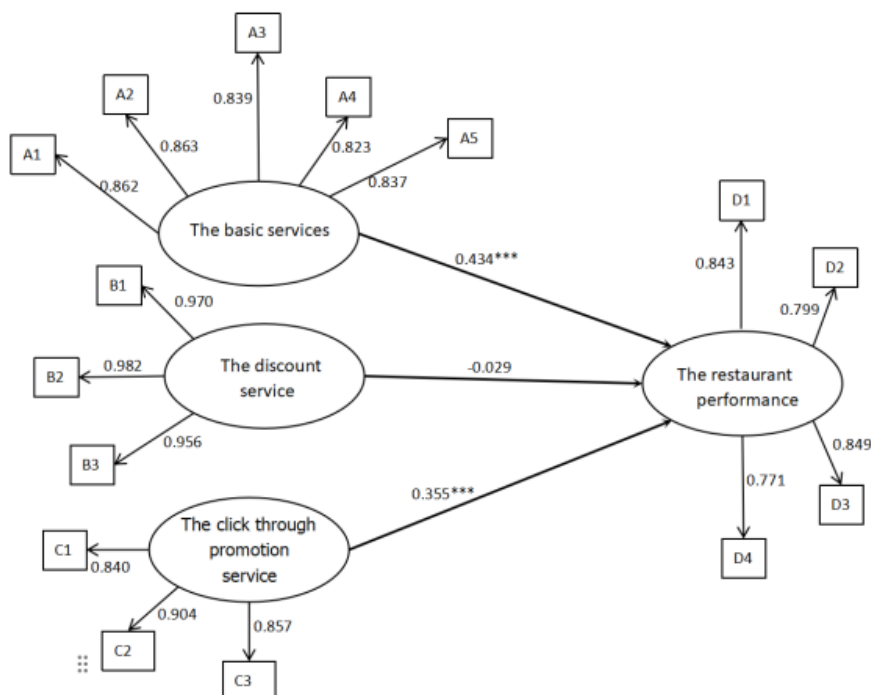 A3
A2
A4
A1
A5
0.839
0.863
0.823
0.862
0.837
The basic services
D1
D2
0.843
0.799
0.434***
B1
0.970
B2
0.982
The discount
service
-0.029
The restaurant
performance
B3
0.956
0.849
0.771
D3
D4
0.355***
The click through
promotion
service
C1
0.840
0.904
0.857
C2
C3